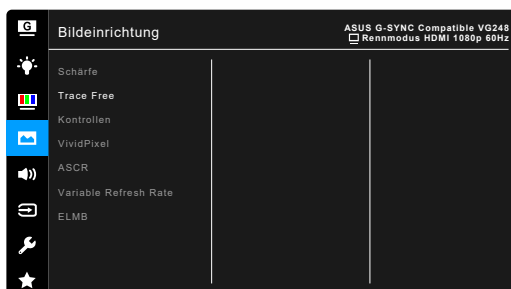 G
Bildeinrichtung
ASUS G-SYNC Compatible VG248
Rennmodus HDMI 1080p 60Hz
Schärfe
Trace Free
Kontrollen
VividPixel
ASCR
Variable Refresh Rate
ELMB